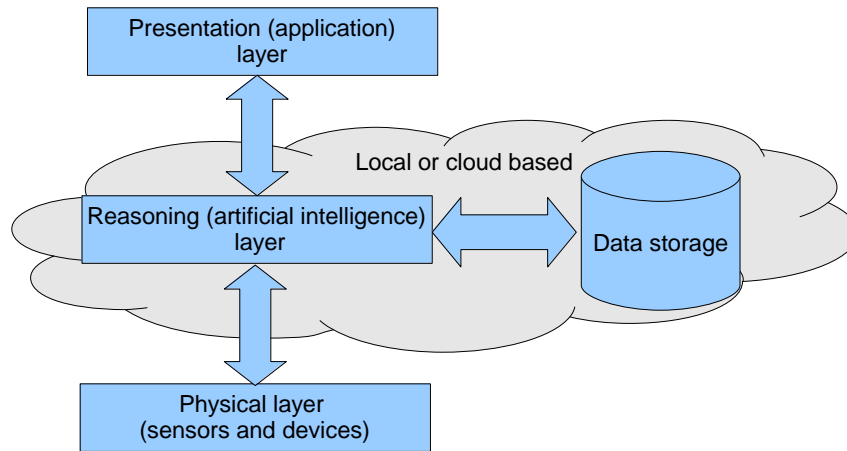 Presentation (application)
layer
Local or cloud based
Reasoning (artificial intelligence)
layer
Data storage
Physical layer
(sensors and devices)